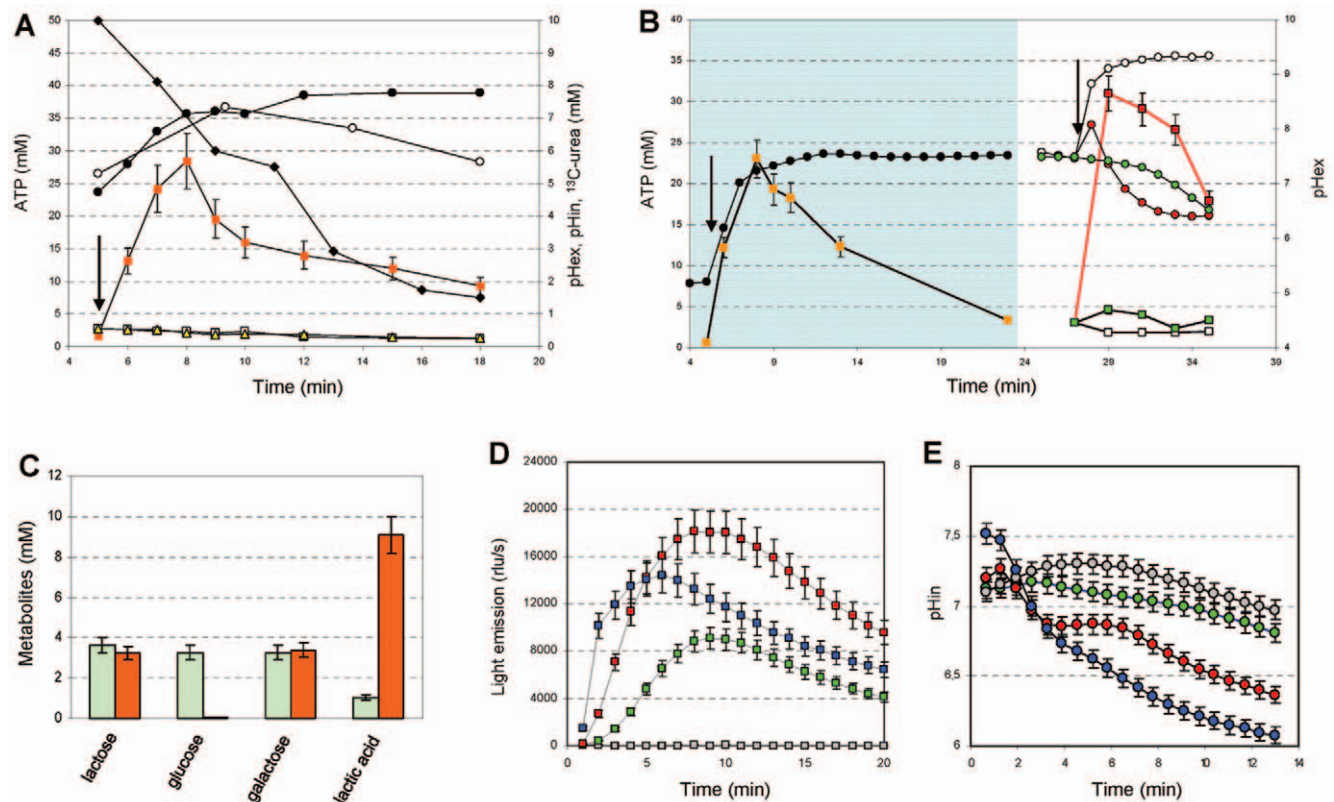 A
ATP (mM)
50
45
40
35
30
25
20
15
10
5
0
4 6 8 10 12 14 16 18 20
Time (min)
10
9
8
7
6
5
4
3
2
1
0
pHex, pHin, ¹³C-urea (mM)
B
ATP (mM)
40
35
30
25
20
15
10
5
0
4 9 14 19 24 29 34 39
Time (min)
10
9
8
7
6
5
4
pHex
C
Metabolites (mM)
12
10
8
6
4
2
0
lactose
glucose
galactose
lactic acid
D
Light emission (rlu/s)
24000
20000
16000
12000
8000
4000
0
0 5 10 15 20
Time (min)
E
pHin
8
7.5
7
6,5
6
0 2 4 6 8 10 12 14
Time (min)